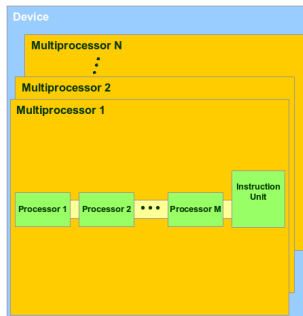 Device
Multiprocessor N
Multiprocessor 2
Multiprocessor 1
Processor 1
Processor 2
• • •
Processor M
Instruction
Unit